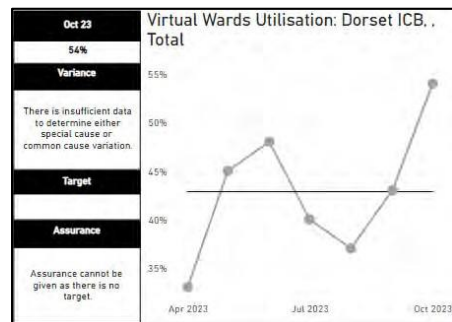 Oct 23
54%
Variance
There is insufficient data
to determine either
special cause or
common cause variation.
Target
Assurance
Assurance cannot be
given as there is no
target.
Virtual Wards Utilisation: Dorset ICB, ,
Total
55%
50%
45%
40%
35%
Apr 2023
Jul 2023
Oct 2023